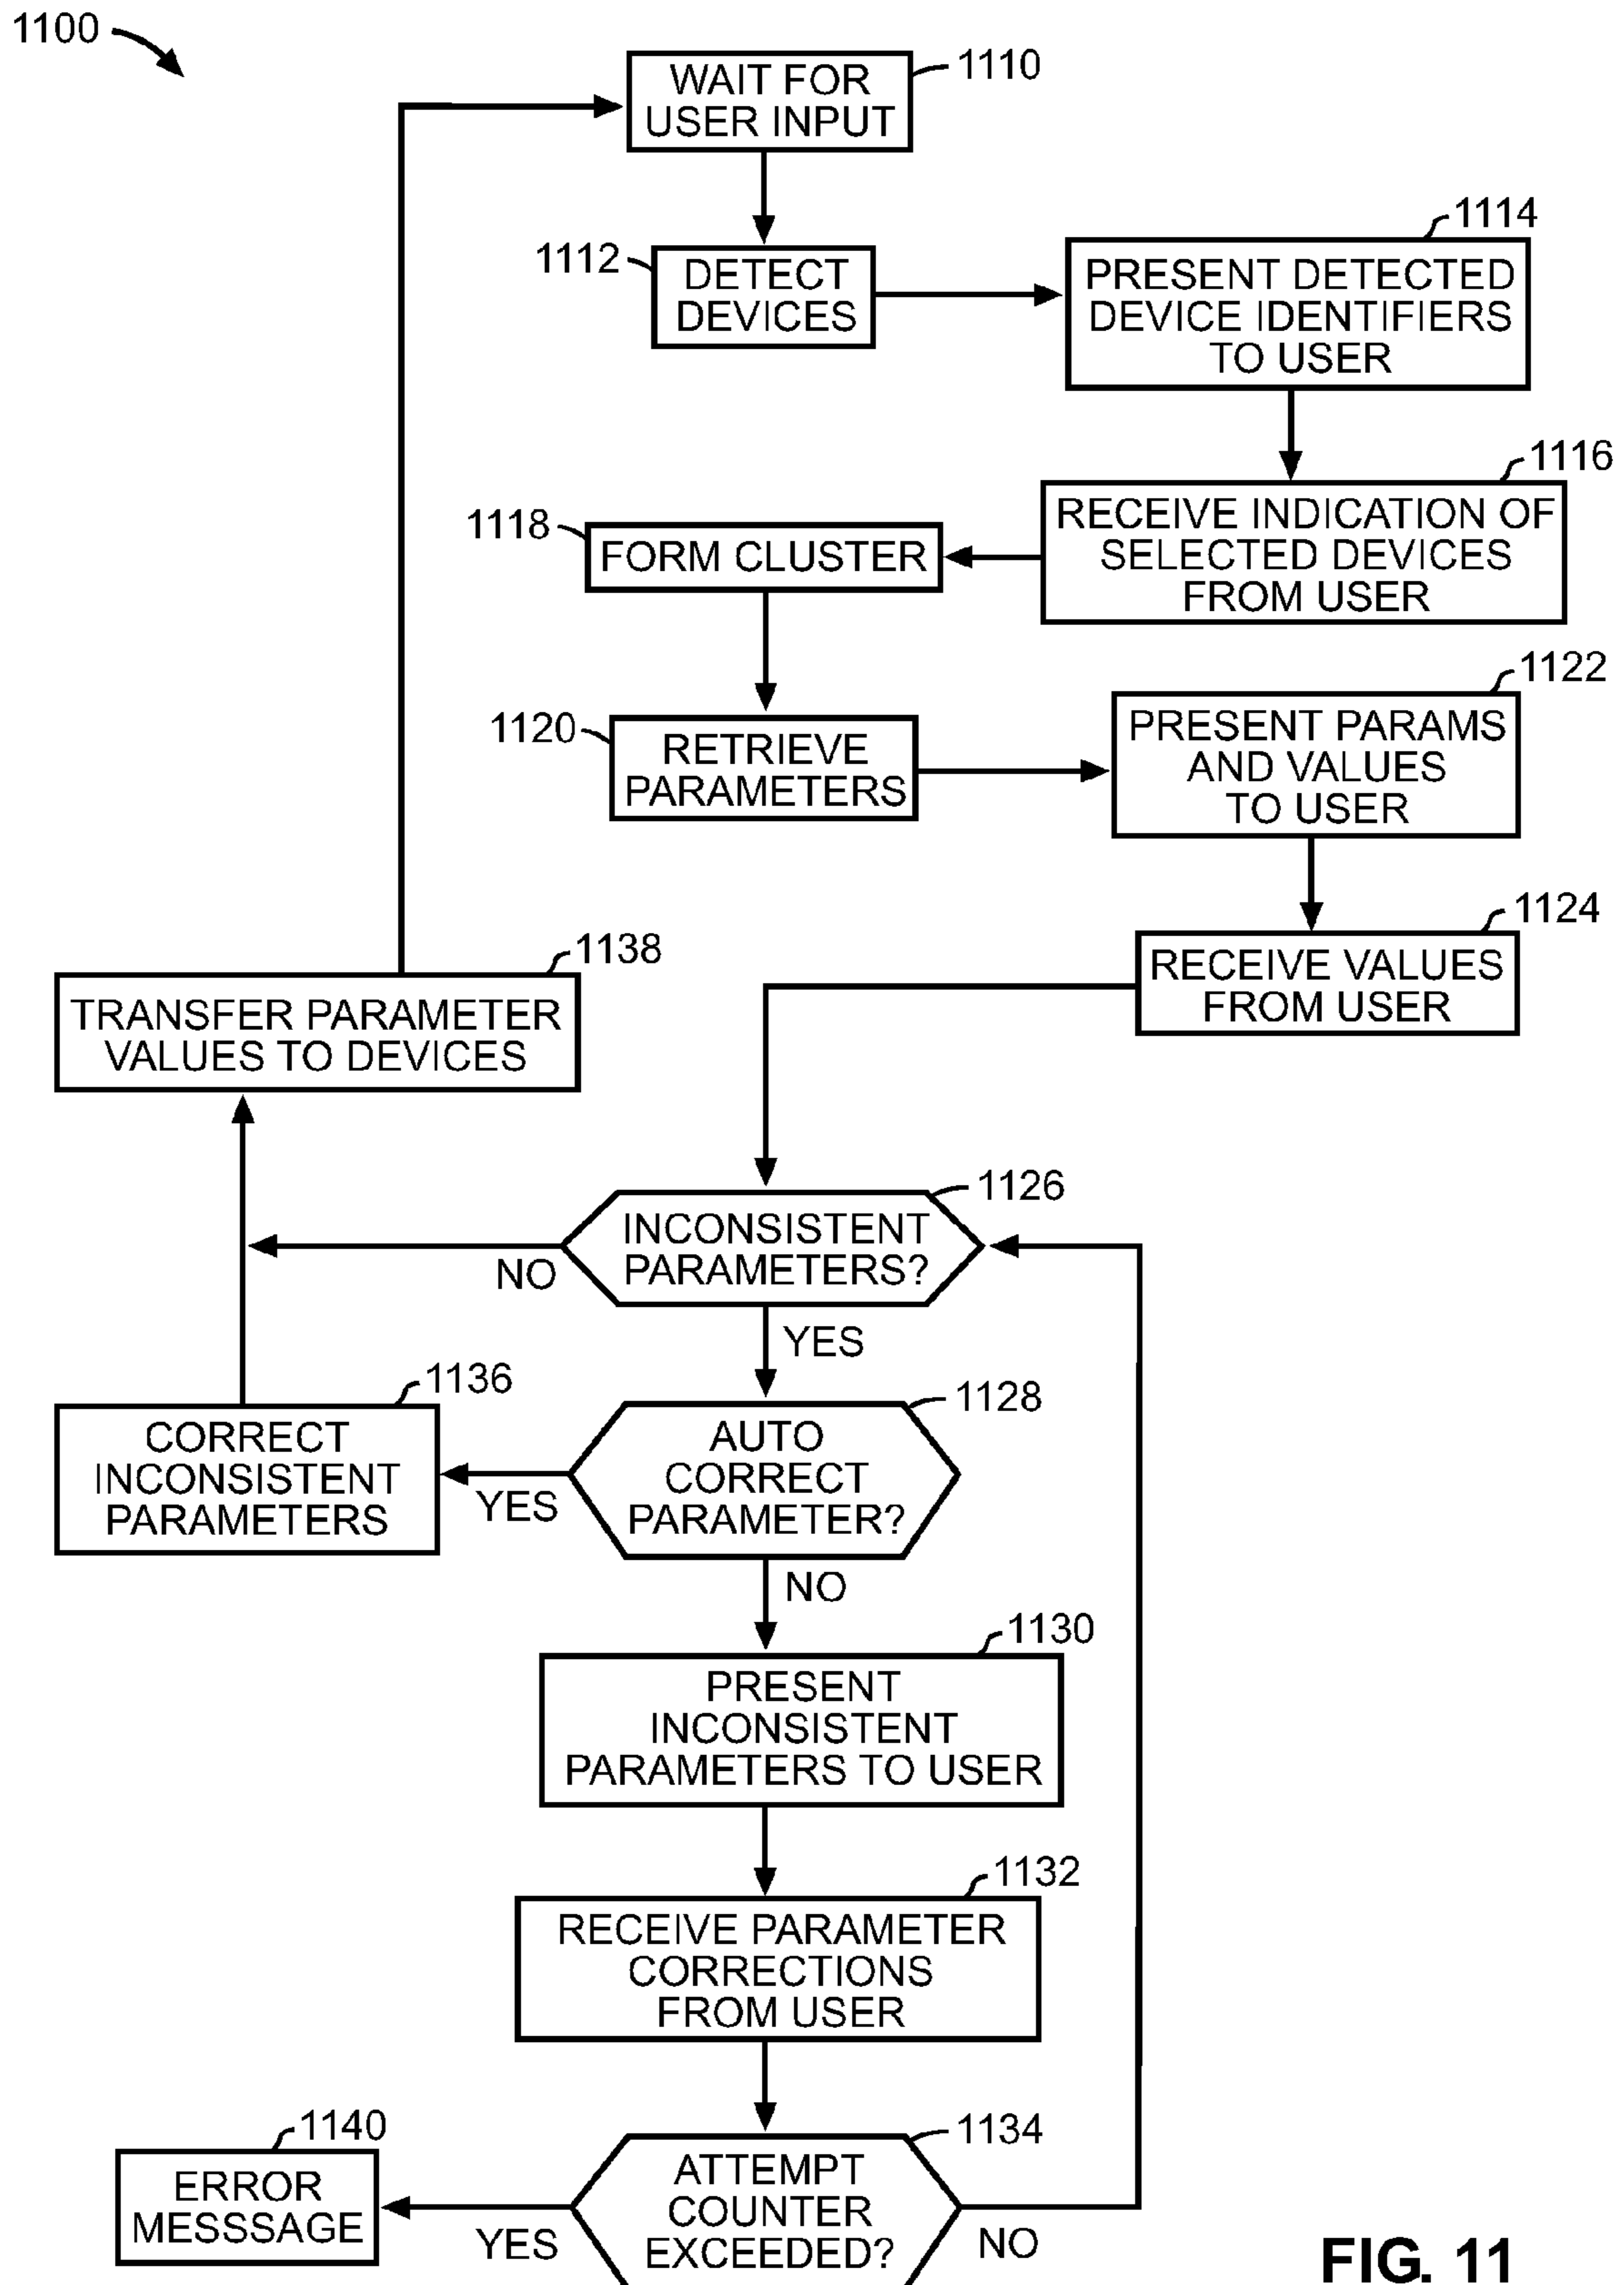 1100
1110
WAIT FOR
USER INPUT
1112
DETECT
DEVICES
1114
PRESENT DETECTED
DEVICE IDENTIFIERS
TO USER
1116
RECEIVE INDICATION OF
SELECTED DEVICES
FROM USER
1118
FORM CLUSTER
1120
RETRIEVE
PARAMETERS
1122
PRESENT PARAMS
AND VALUES
TO USER
1124
RECEIVE VALUES
FROM USER
1138
TRANSFER PARAMETER
VALUES TO DEVICES
1126
INCONSISTENT
PARAMETERS?
NO
YES
1128
AUTO
CORRECT
PARAMETER?
YES
NO
1136
CORRECT
INCONSISTENT
PARAMETERS
1130
PRESENT
INCONSISTENT
PARAMETERS TO USER
1132
RECEIVE PARAMETER
CORRECTIONS
FROM USER
1134
ATTEMPT
COUNTER
EXCEEDED?
YES
NO
1140
ERROR
MESSSAGE
FIG. 11